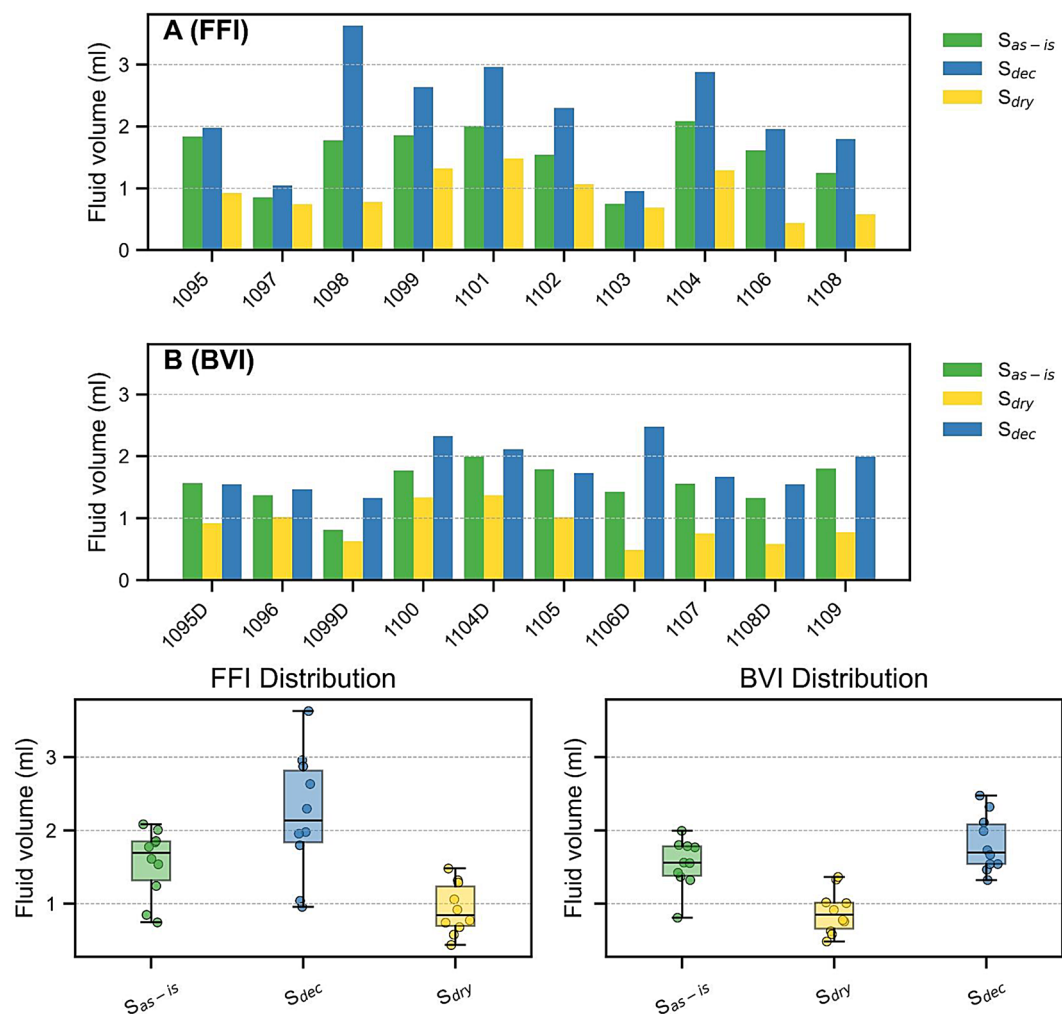 A (FFI)
Fluid volume (ml)
3
2
1
0
1095 1097 1098 1099 1101 1102 1103 1104 1106 1108
S_as-is
S_dec
S_dry
B (BVI)
Fluid volume (ml)
3
2
1
0
1095D 1096 1099D 1100 1104D 1105 1106D 1107 1108D 1109
S_as-is
S_dry
S_dec
FFI Distribution
Fluid volume (ml)
3
2
1
S_as-is S_dec S_dry
BVI Distribution
Fluid volume (ml)
S_as-is S_dry S_dec